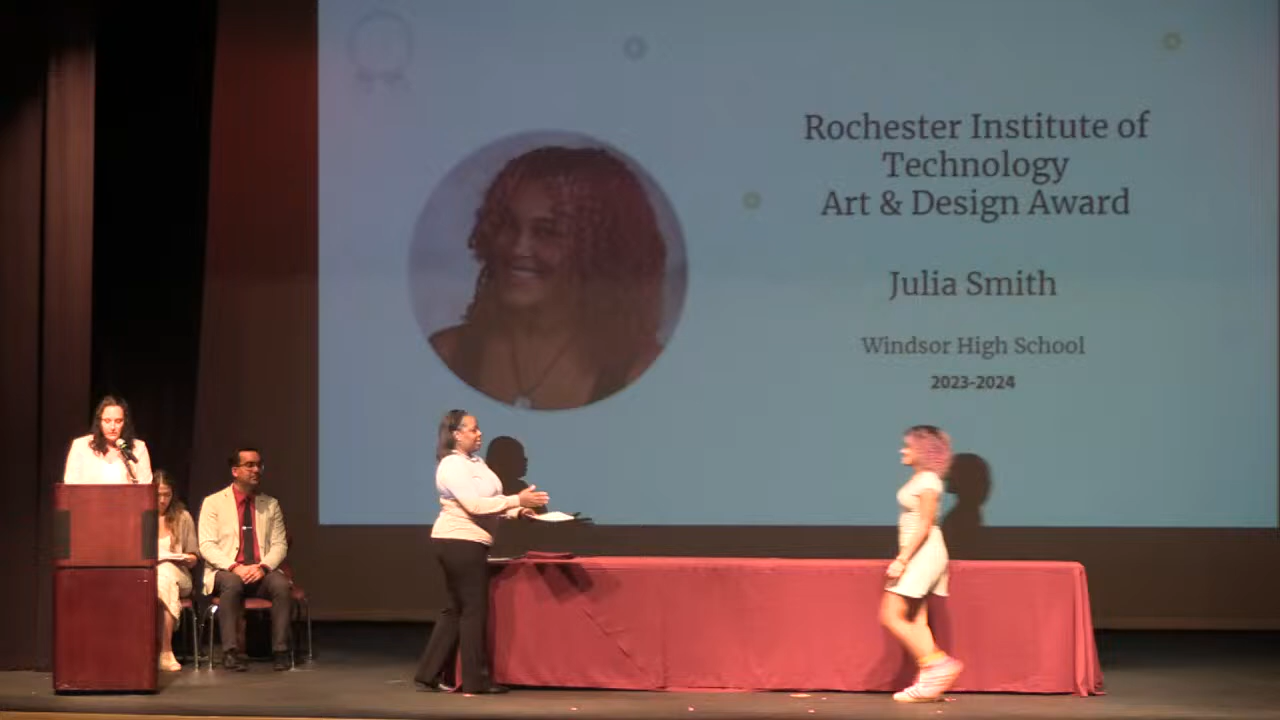 Rochester Institute of
Technology
Art & Design Award
Julia Smith
Windsor High School
2023-2024